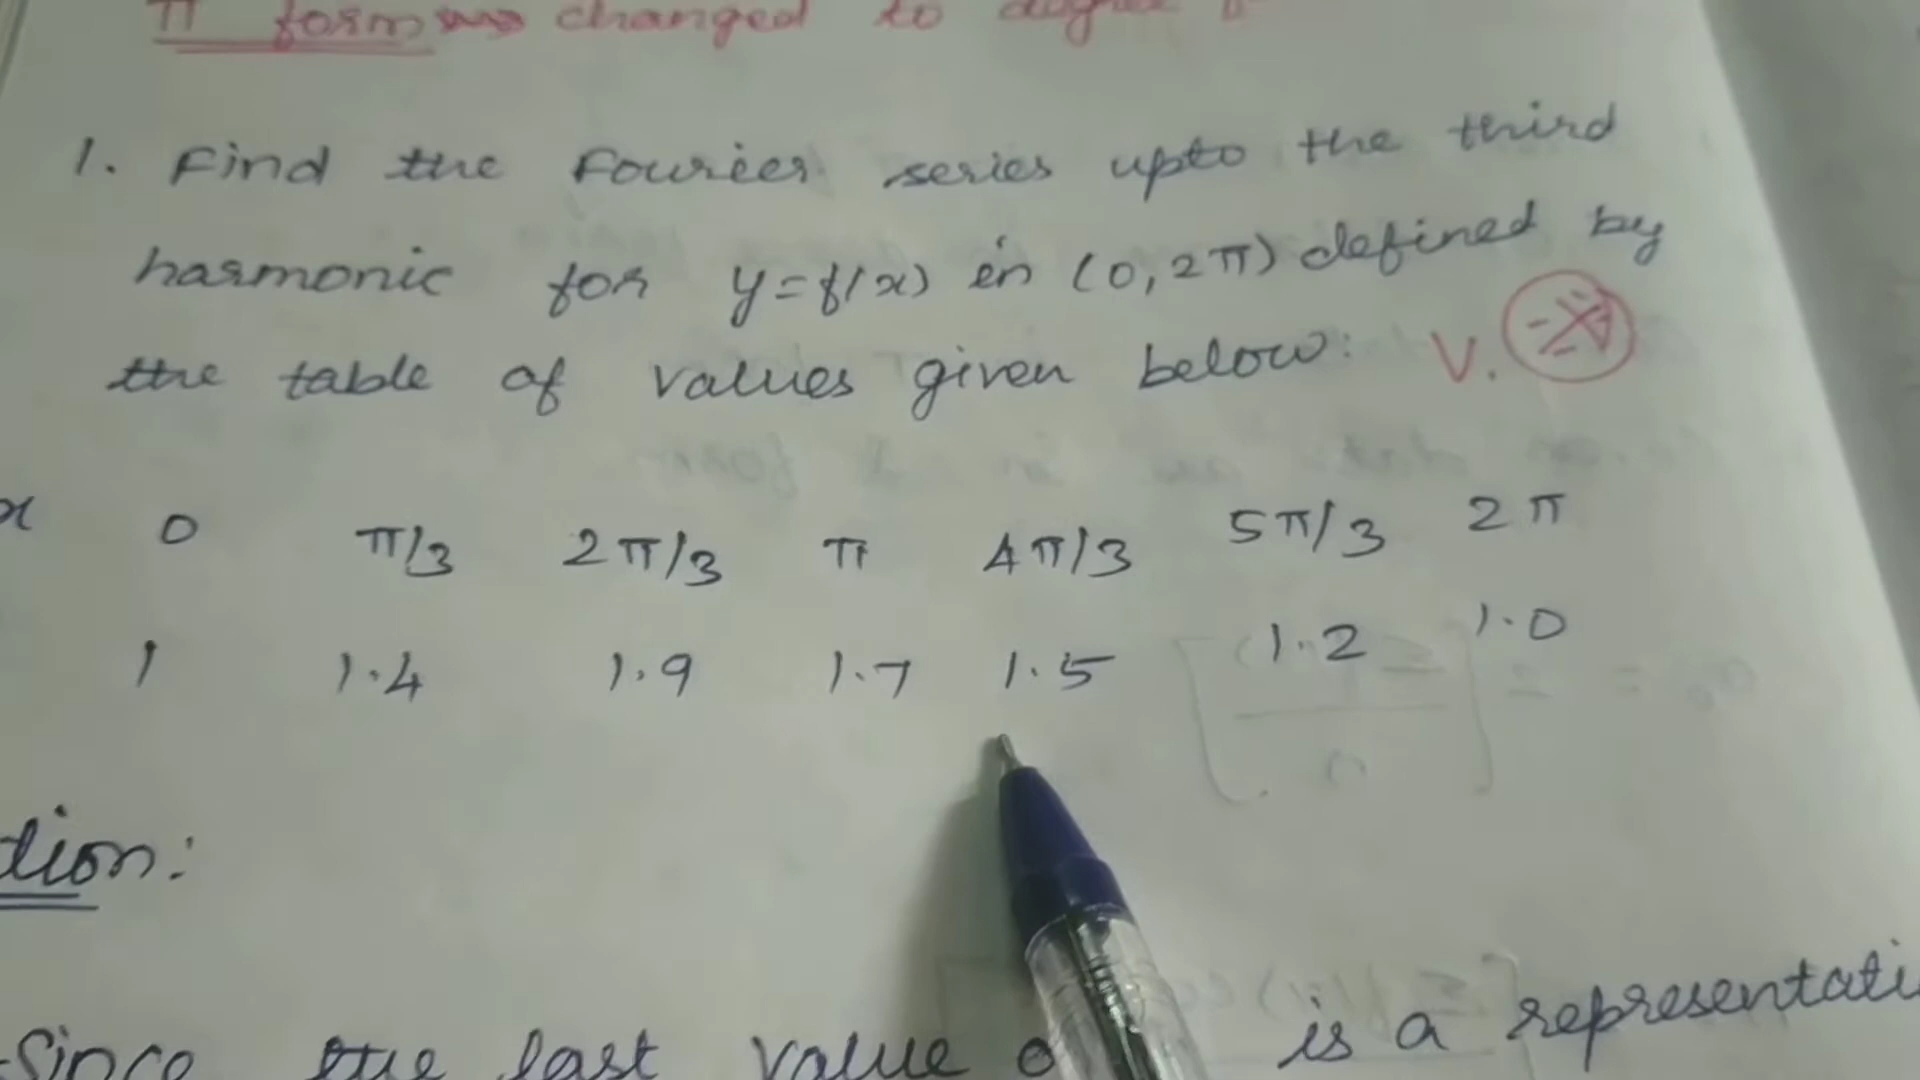 π form changed to
1. Find the Fourier series upto the third
harmonic for y=f(x) in (0,2π) defined by
the table of values given below: V.
x 0 π/3 2π/3 π 4π/3 5π/3 2π
1 1.4 1.9 1.7 1.5 1.2 1.0
tion:
Since the last value o is a representati